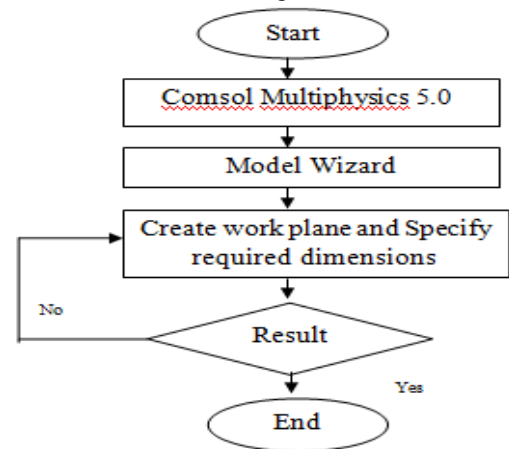 Start
Comsol Multiphysics 5.0
Model Wizard
Create work plane and Specify
required dimensions
No
Result
Yes
End